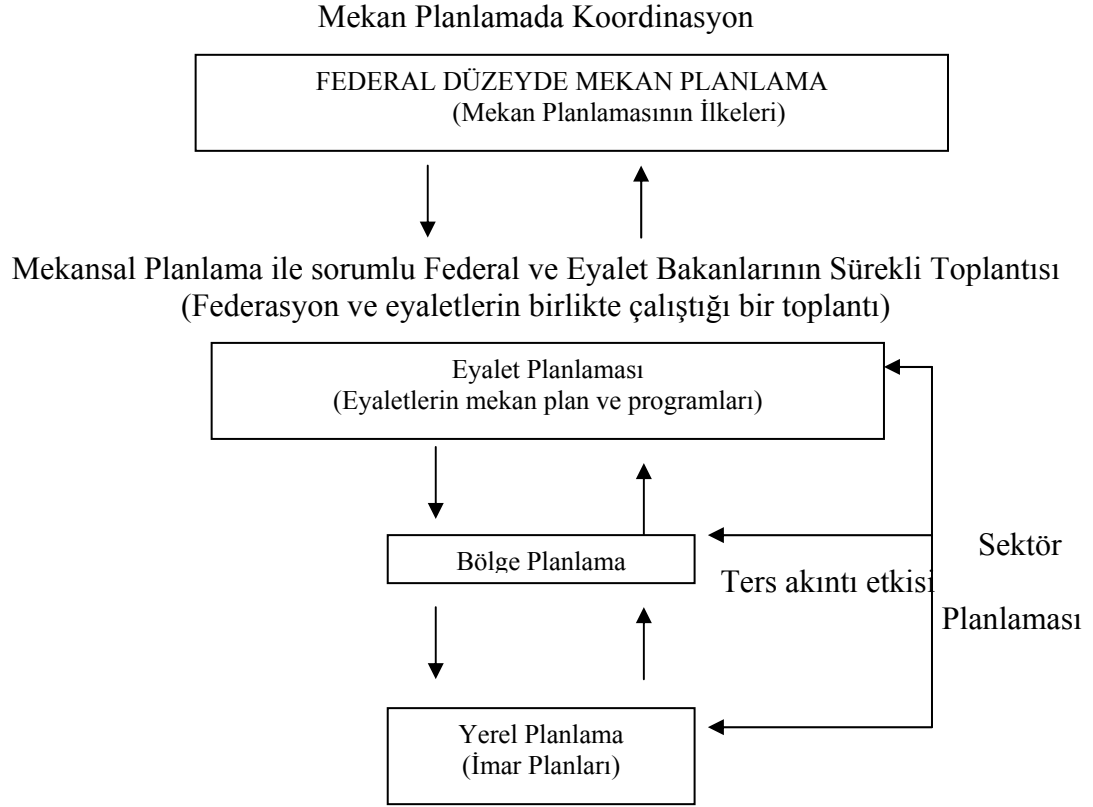 Mekan Planlamada Koordinasyon
FEDERAL DÜZEYDE MEKAN PLANLAMA
(Mekan Planlamasının İlkeleri)
Mekansal Planlama ile sorumlu Federal ve Eyalet Bakanlarının Sürekli Toplantısı
(Federasyon ve eyaletlerin birlikte çalıştığı bir toplantı)
Eyalet Planlaması
(Eyaletlerin mekan plan ve programları)
Bölge Planlama
Ters akıntı etkisi
Sektör
Planlaması
Yerel Planlama
(İmar Planları)